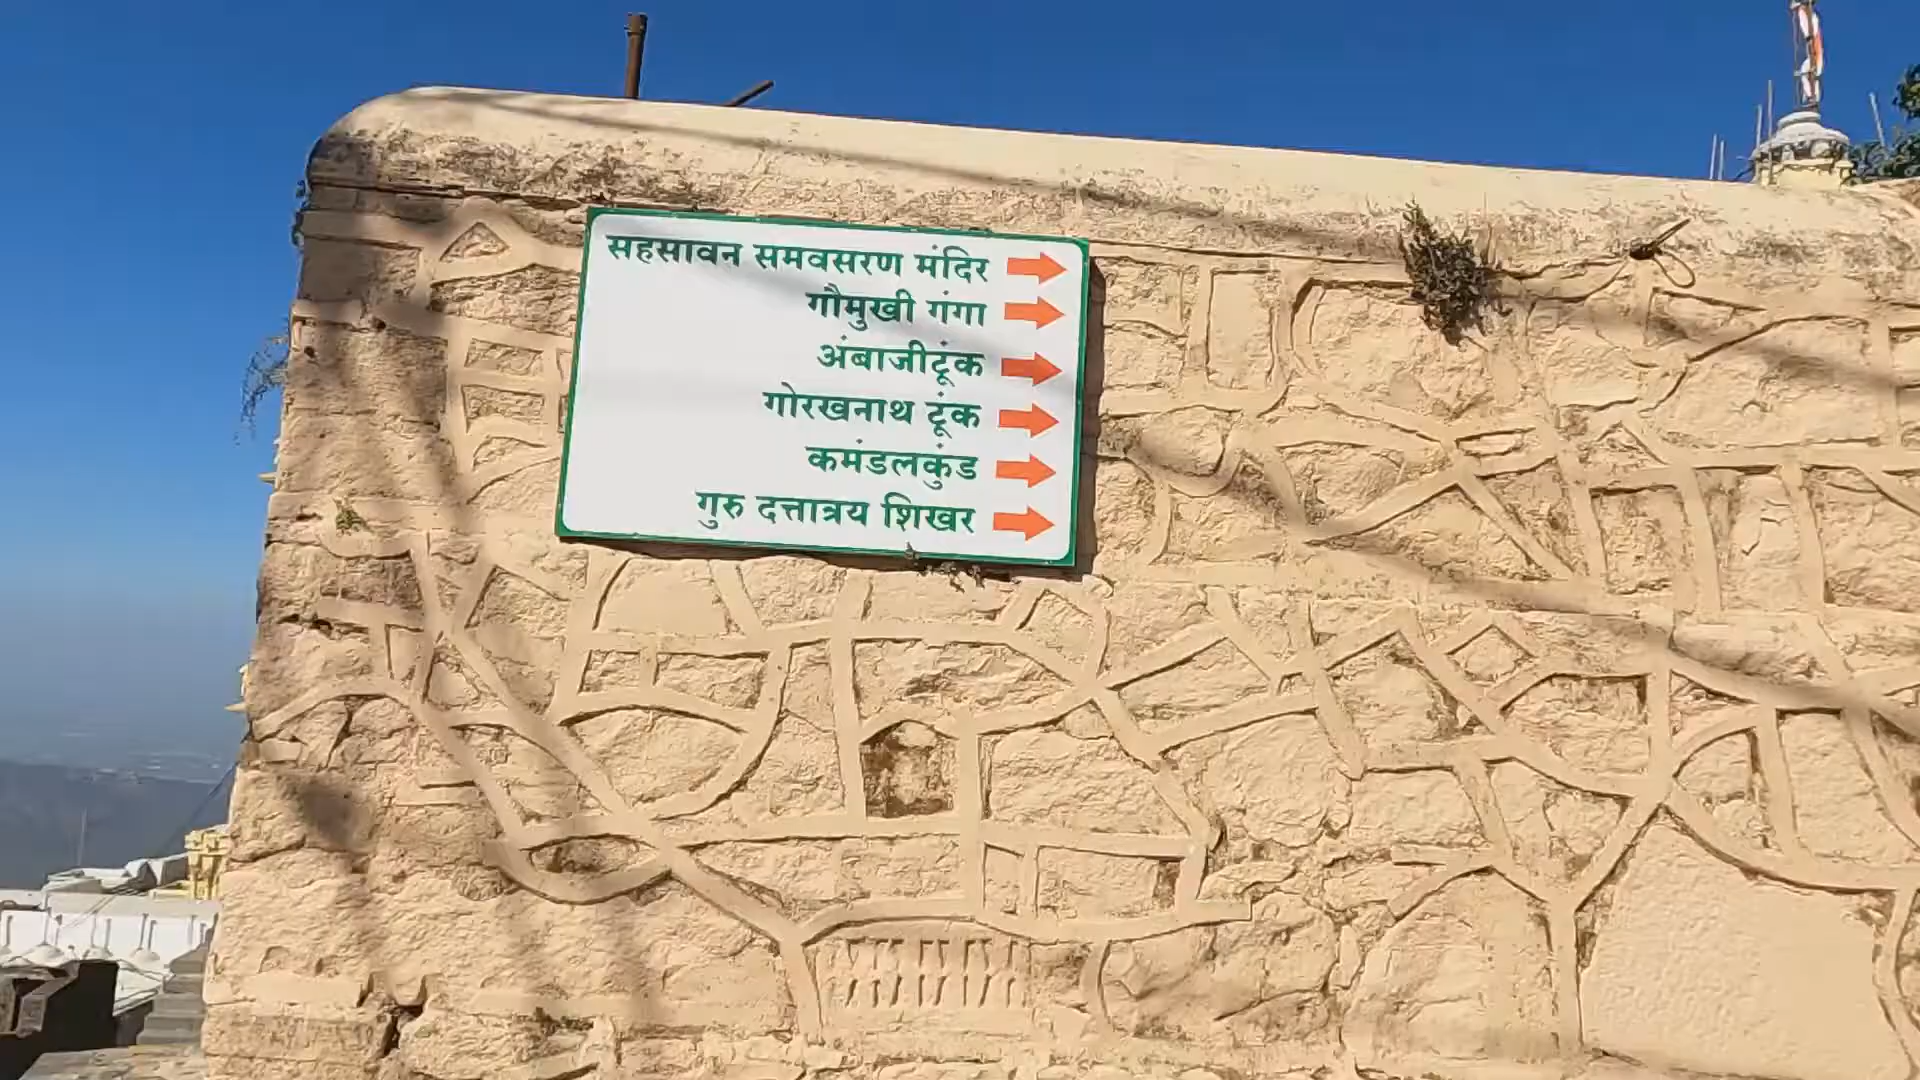 सहसावन समवसरण मंदिर
गौमुखी गंगा
अंबाजीटूंक
गोरखनाथ टूंक
कमंडलकुंड
गुरु दत्तात्रय शिखर